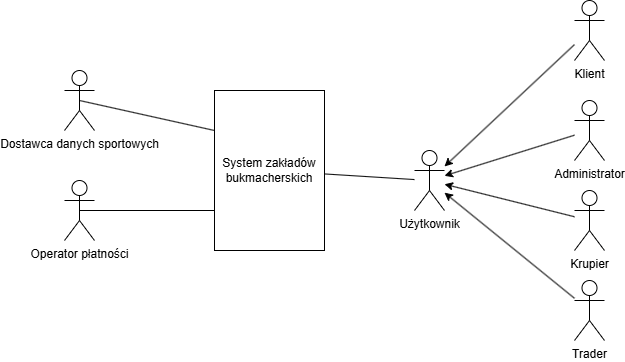 Klient
Dostawca danych sportowych
System zakładów
bukmacherskich
Administrator
Użytkownik
Operator płatności
Krupier
Trader